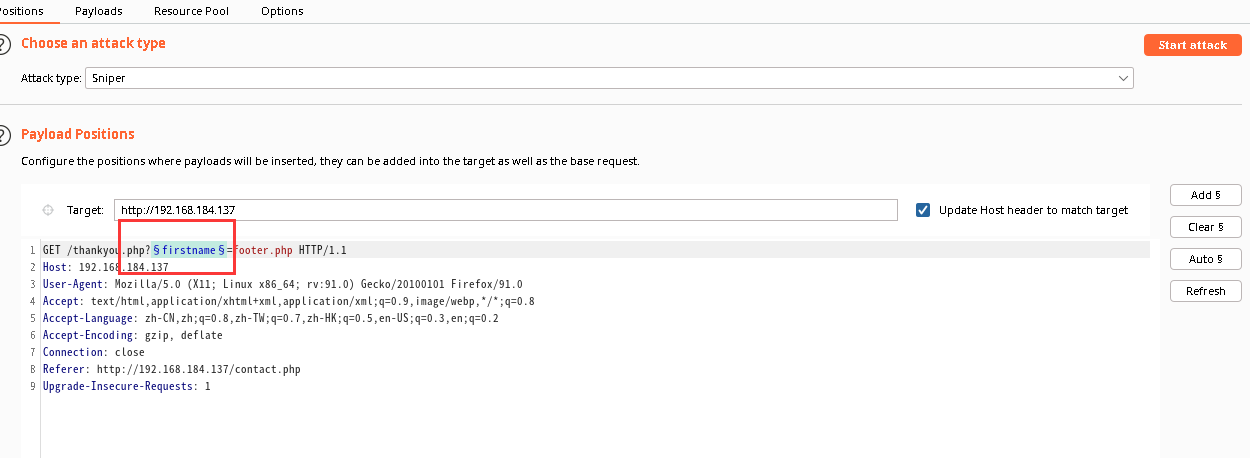 ositions Payloads Resource Pool Options
? Choose an attack type Start attack
Attack type: Sniper
? Payload Positions
Configure the positions where payloads will be inserted, they can be added into the target as well as the base request.
Target: http://192.168.184.137 Update Host header to match target Add §
Clear §
Auto §
Refresh
1 GET /thankyou.php?§firstname§=footer.php HTTP/1.1
2 Host: 192.168.184.137
3 User-Agent: Mozilla/5.0 (X11; Linux x86_64; rv:91.0) Gecko/20100101 Firefox/91.0
4 Accept: text/html,application/xhtml+xml,application/xml;q=0.9,image/webp,*/*;q=0.8
5 Accept-Language: zh-CN,zh;q=0.8,zh-TW;q=0.7,zh-HK;q=0.5,en-US;q=0.3,en;q=0.2
6 Accept-Encoding: gzip, deflate
7 Connection: close
8 Referer: http://192.168.184.137/contact.php
9 Upgrade-Insecure-Requests: 1